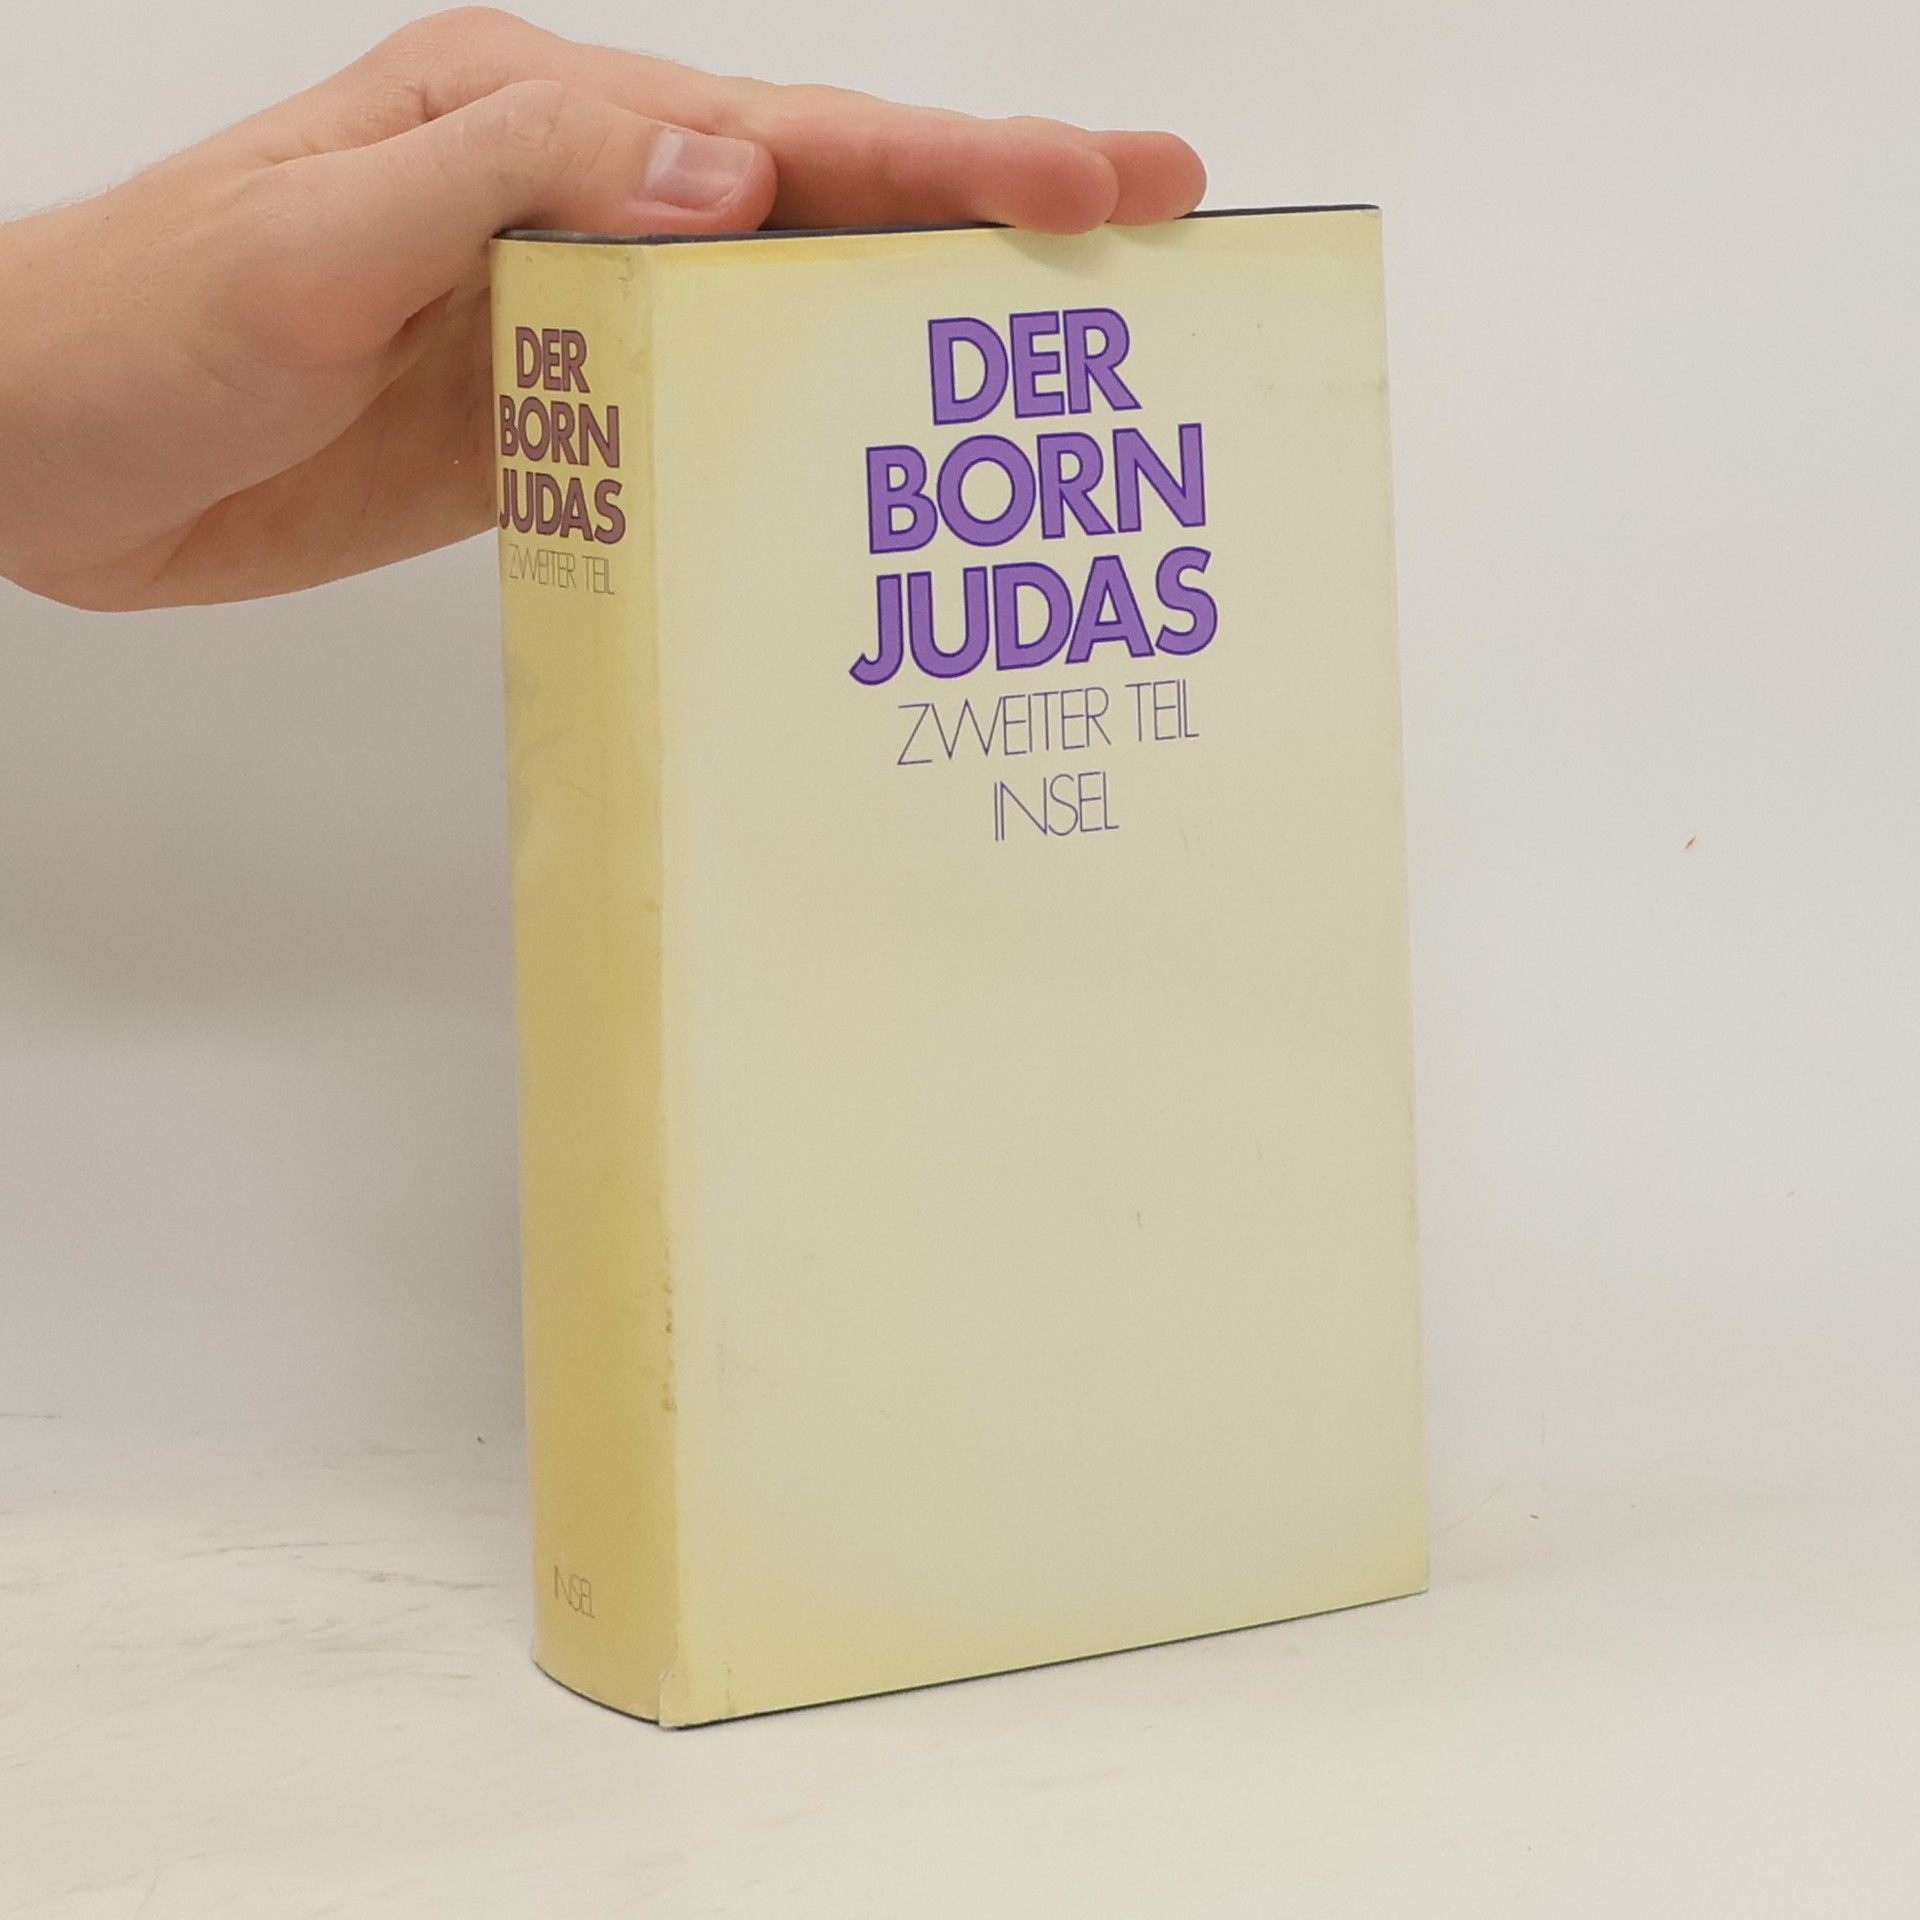 DER
BORN
JUDAS
ZWEITER TEIL
INSEL
DER
BORN
JUDAS
ZWEITER TEIL
INSEL